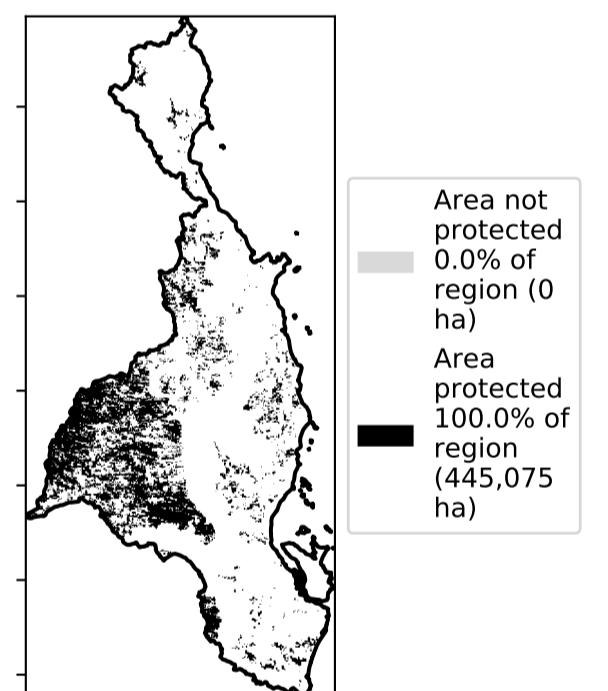 Area not
protected
0.0% of
region (0
ha)
Area
protected
100.0% of
region
(445,075
ha)